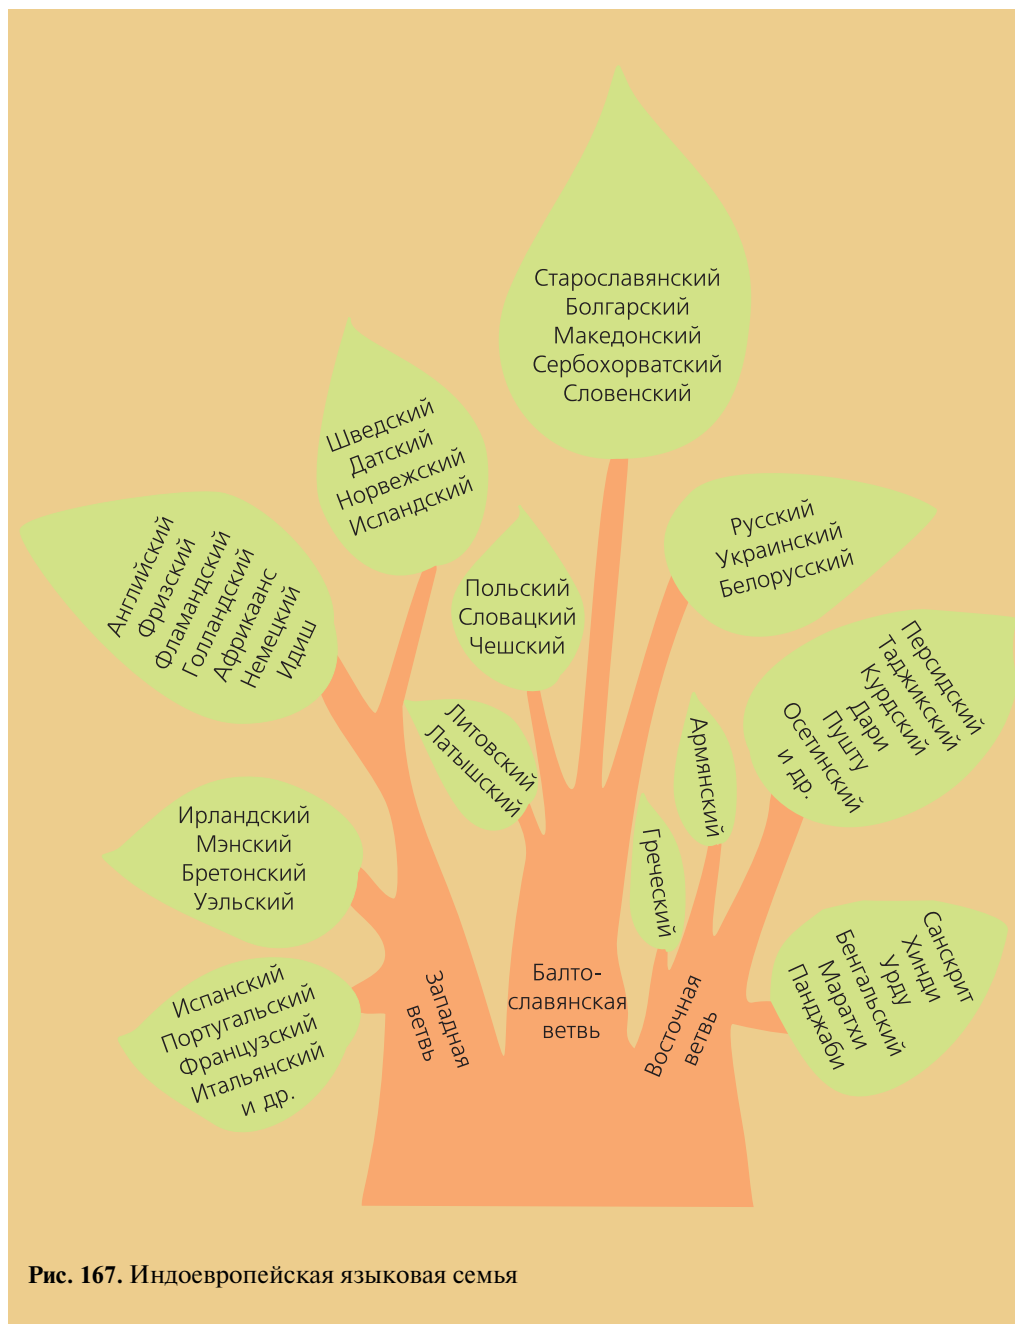 Старославянский
Болгарский
Македонский
Сербохорватский
Словенский
Шведский
Датский
Норвежский
Исландский
Английский
Фризский
Фламандский
Голландский
Африкаанс
Немецкий
Идиш
Польский
Словацкий
Чешский
Русский
Украинский
Белорусский
Персидский
Таджикский
Курдский
Дари
Пушту
Осетинский
и др.
Литовский
Латышский
Армянский
Греческий
Ирландский
Мэнский
Бретонский
Уэльский
Испанский
Португальский
Французский
Итальянский
и др.
Санскрит
Хинди
Урду
Бенгальский
Маратхи
Панджаби
Западная
ветвь
Балто-
славянская
ветвь
Восточная
ветвь
Рис. 167. Индоевропейская языковая семья